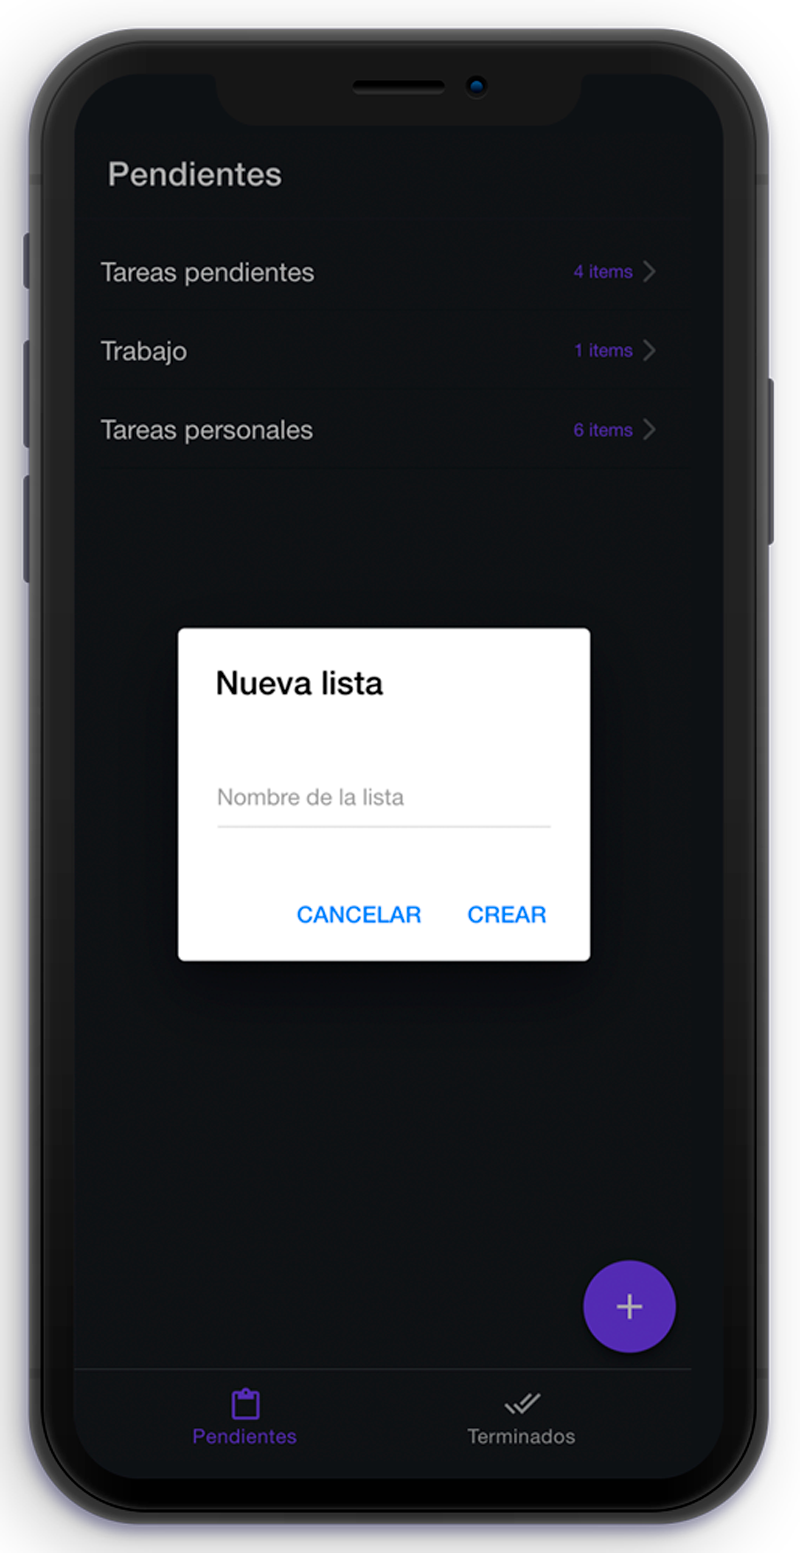 Pendientes
Tareas pendientes 4 items
Trabajo 1 items
Tareas personales 6 items
Nueva lista
Nombre de la lista
CANCELAR CREAR
Pendientes Terminados